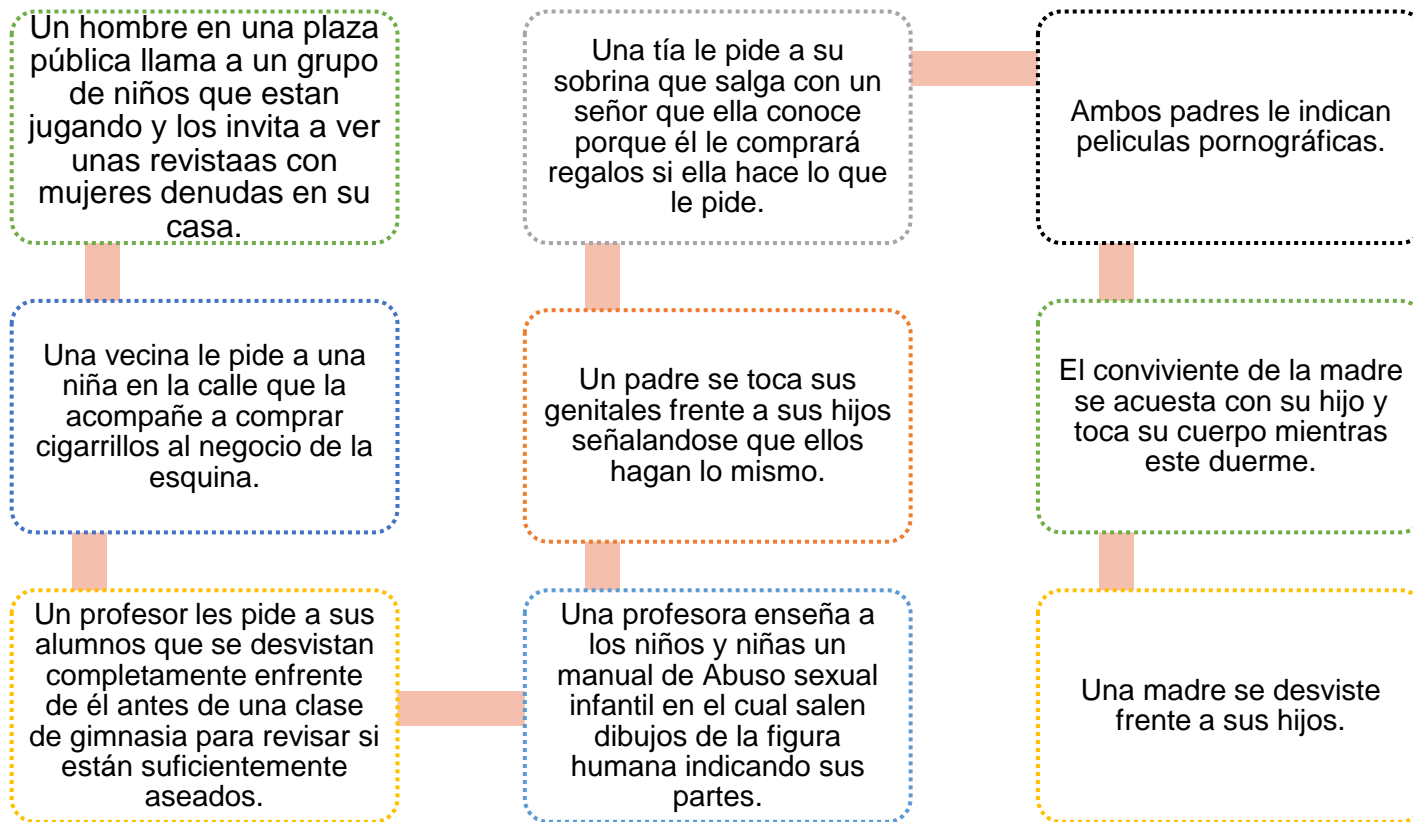 Un hombre en una plaza
pública llama a un grupo
de niños que estan
jugando y los invita a ver
unas revistaas con
mujeres denudas en su
casa.
Una vecina le pide a una
niña en la calle que la
acompañe a comprar
cigarrillos al negocio de la
esquina.
Un profesor les pide a sus
alumnos que se desvistan
completamente enfrente
de él antes de una clase
de gimnasia para revisar si
están suficientemente
aseados.
Una profesora enseña a
los niños y niñas un
manual de Abuso sexual
infantil en el cual salen
dibujos de la figura
humana indicando sus
partes.
Un padre se toca sus
genitales frente a sus hijos
señalandose que ellos
hagan lo mismo.
Una tía le pide a su
sobrina que salga con un
señor que ella conoce
porque él le comprará
regalos si ella hace lo que
le pide.
Ambos padres le indican
peliculas pornográficas.
El conviviente de la madre
se acuesta con su hijo y
toca su cuerpo mientras
este duerme.
Una madre se desviste
frente a sus hijos.